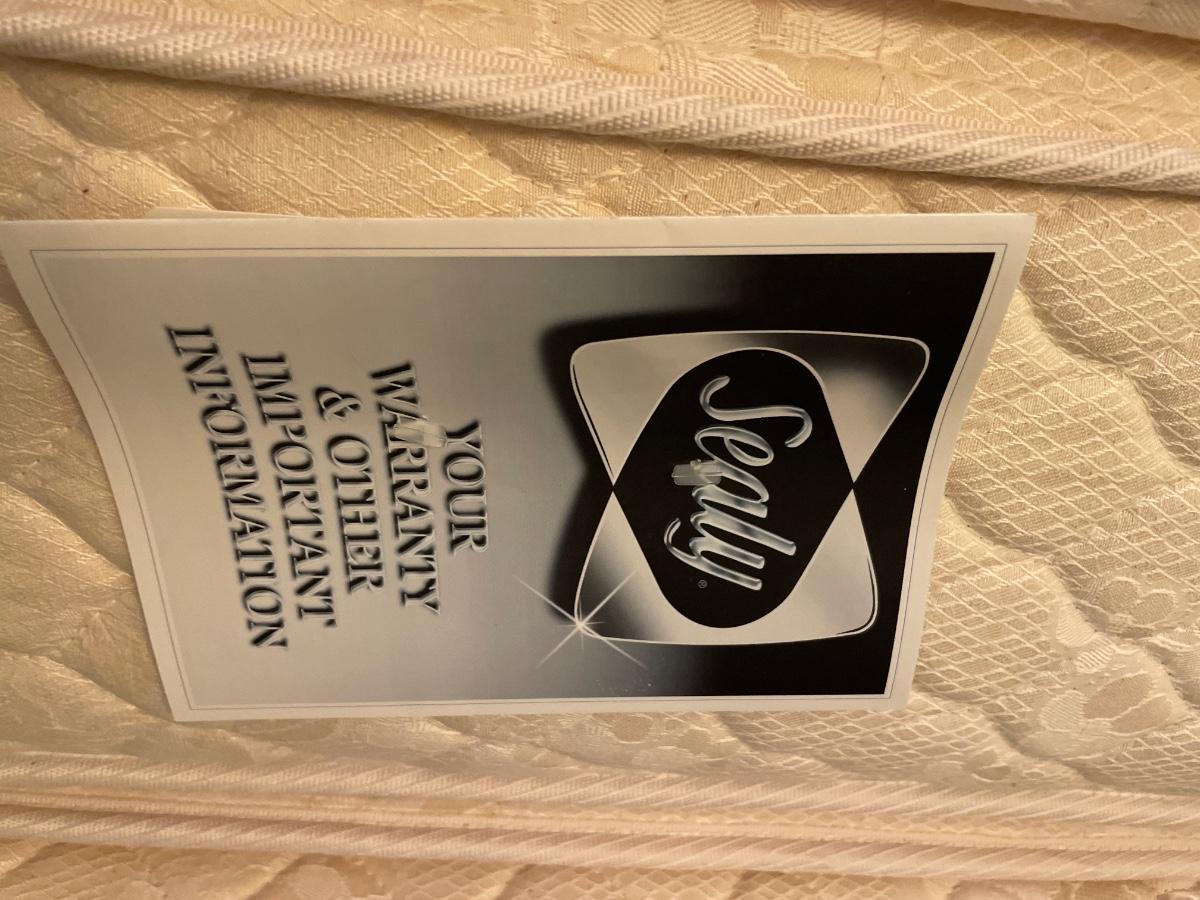 Sealy®
YOUR
WARRANTY
& OTHER
IMPORTANT
INFORMATION